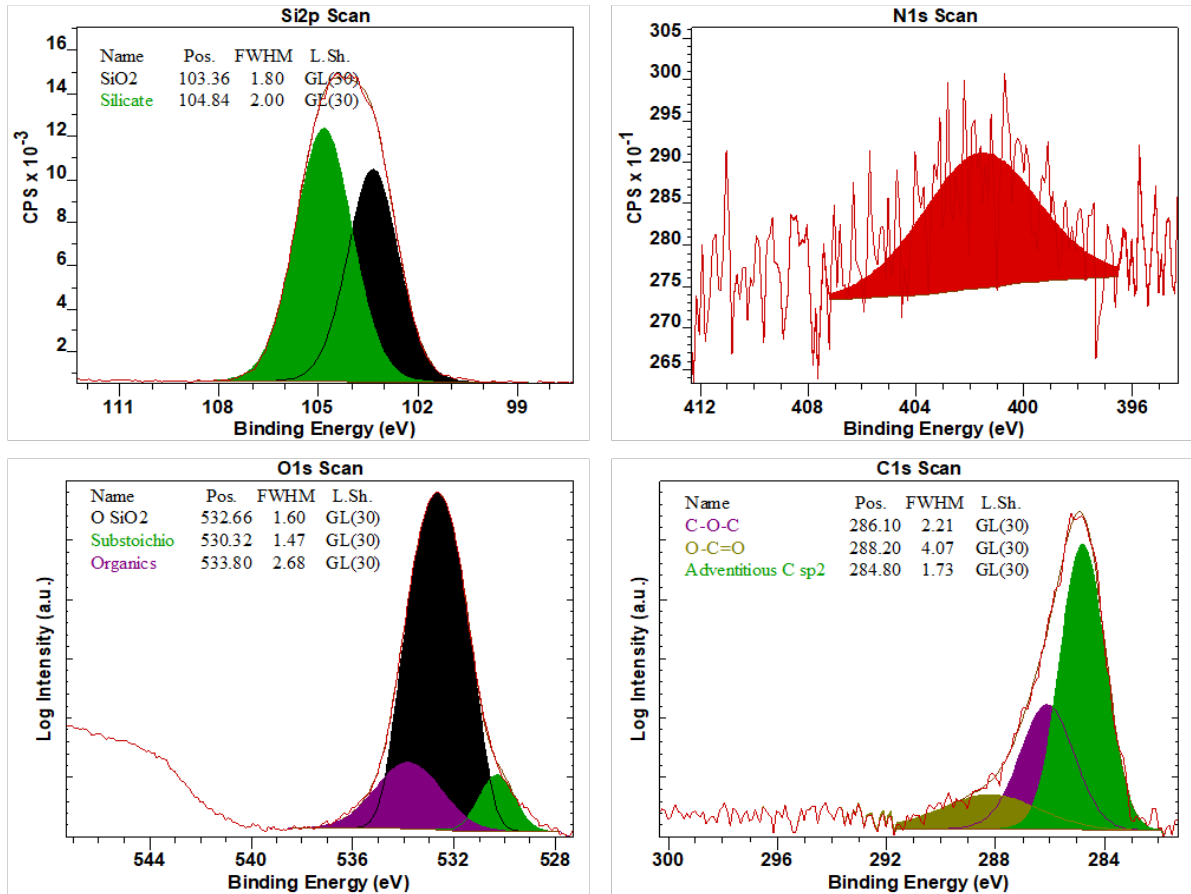 Si2p Scan
Name Pos. FWHM L.Sh.
SiO2 103.36 1.80 GL(30)
Silicate 104.84 2.00 GL(30)
CPS x 10⁻³
16
14
12
10
8
6
4
2
111 108 105 102 99
Binding Energy (eV)
N1s Scan
CPS x 10⁻¹
300
295
290
285
280
275
270
265
412 408 404 400 396
Binding Energy (eV)
O1s Scan
Name Pos. FWHM L.Sh.
O SiO2 532.66 1.60 GL(30)
Substoichio 530.32 1.47 GL(30)
Organics 533.80 2.68 GL(30)
Log Intensity (a.u.)
544 540 536 532 528
Binding Energy (eV)
C1s Scan
Name Pos. FWHM L.Sh.
C-O-C 286.10 2.21 GL(30)
O-C=O 288.20 4.07 GL(30)
Adventitious C sp2 284.80 1.73 GL(30)
Log Intensity (a.u.)
300 296 292 288 284
Binding Energy (eV)